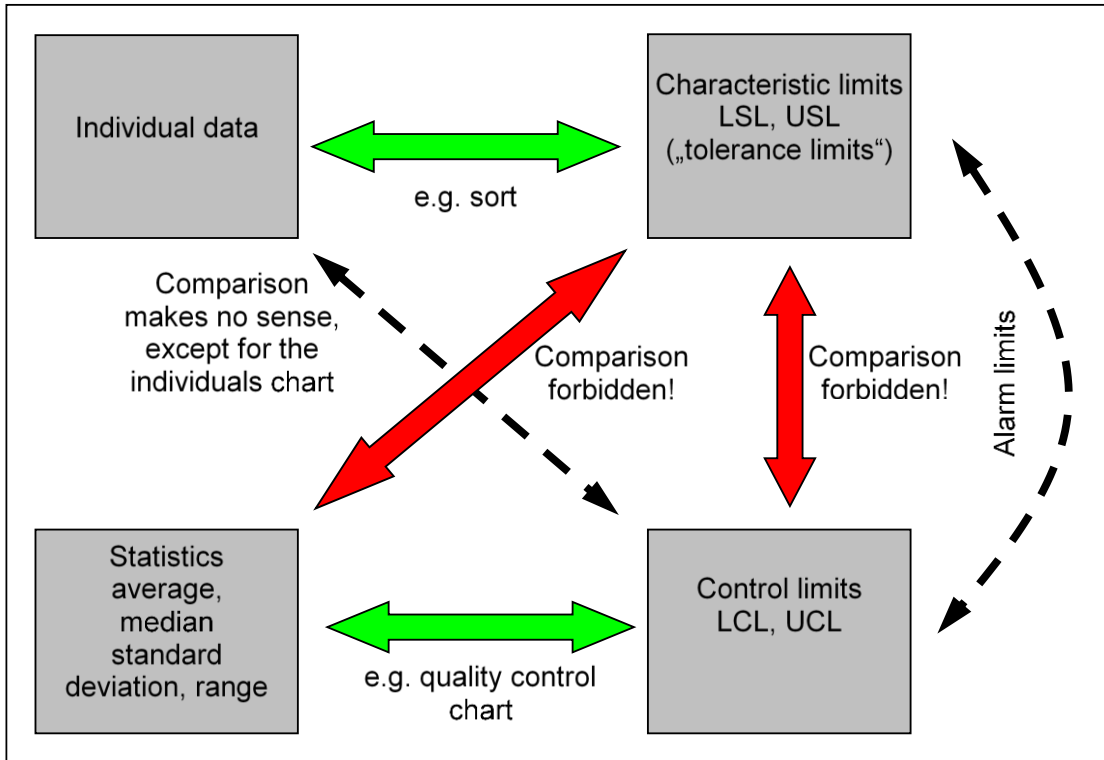 Individual data
Characteristic limits
LSL, USL
(„tolerance limits“)
e.g. sort
Comparison
makes no sense,
except for the
individuals chart
Comparison
forbidden!
Comparison
forbidden!
Alarm limits
Statistics
average,
median
standard
deviation, range
Control limits
LCL, UCL
e.g. quality control
chart